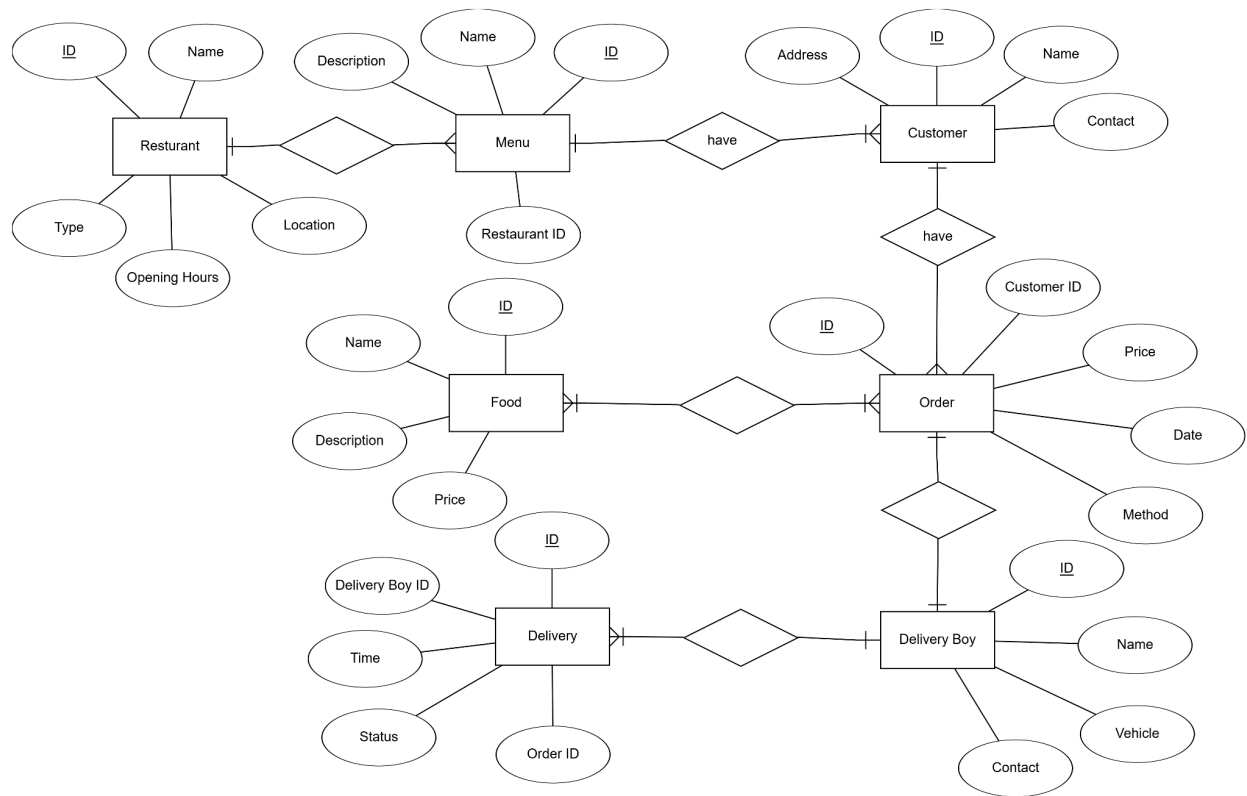 ID
Name
Description
Name
ID
Address
ID
Name
Contact
Resturant
Menu
have
Customer
Type
Opening Hours
Location
Restaurant ID
have
ID
Name
Description
Price
Food
ID
Customer ID
Price
Date
Method
Order
ID
Delivery Boy ID
Time
Status
Order ID
Delivery
ID
Name
Vehicle
Contact
Delivery Boy